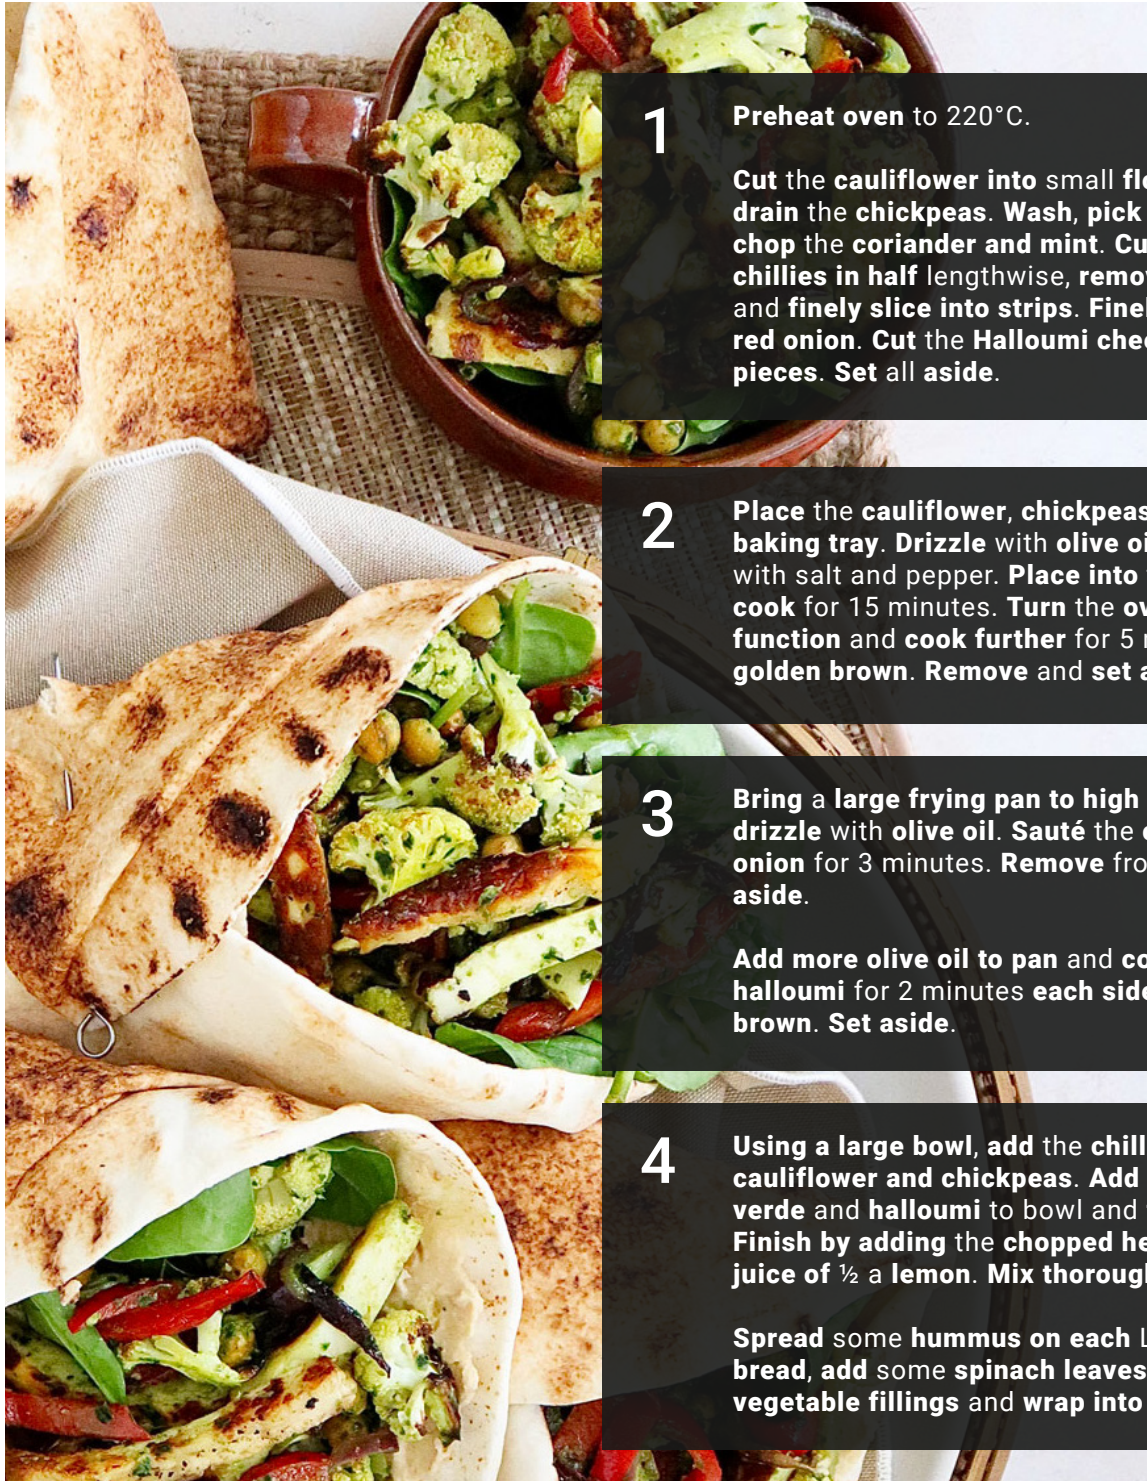 1
Preheat oven to 220°C.
Cut the cauliflower into small
drain the chickpeas. Wash, pick
chop the coriander and mint.
chillies in half lengthwise,
and finely slice into strips.
red onion. Cut the Halloumi
pieces. Set all aside.
2
Place the cauliflower, chickpeas
baking tray. Drizzle with olive
with salt and pepper. Place into
cook for 15 minutes. Turn the
function and cook further for 5
golden brown. Remove and set
3
Bring a large frying pan to high
drizzle with olive oil. Sauté the
onion for 3 minutes. Remove
aside.
Add more olive oil to pan and
halloumi for 2 minutes each
brown. Set aside.
4
Using a large bowl, add the
cauliflower and chickpeas. Add
verde and halloumi to bowl and
Finish by adding the chopped
juice of ½ a lemon. Mix
Spread some hummus on each
bread, add some spinach leaves
vegetable fillings and wrap into